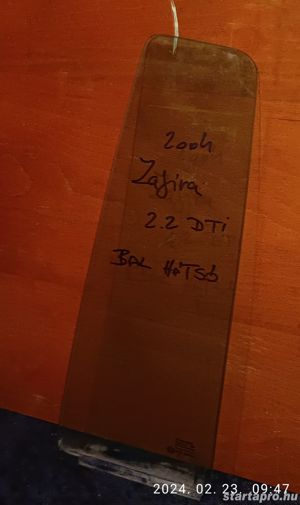 2004
Zafira
2.2 DTi
BAL HÁTSÓ
2024. 02. 23. 09:47
startapro.hu